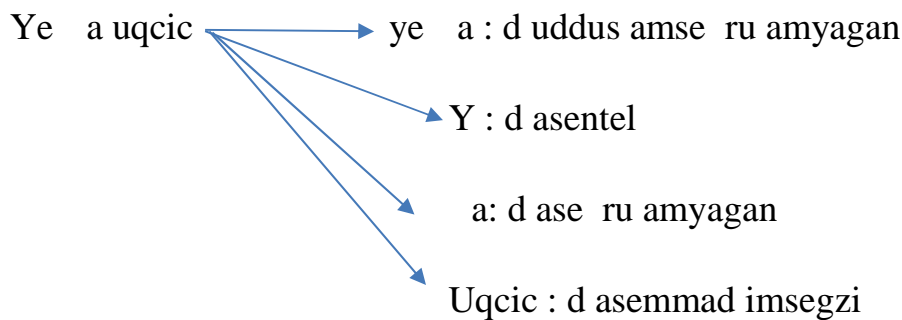 Ye a uqcic ye a : d uddus amse ru amyagan
Y : d asentel
a: d ase ru amyagan
Uqcic : d asemmad imsegzi